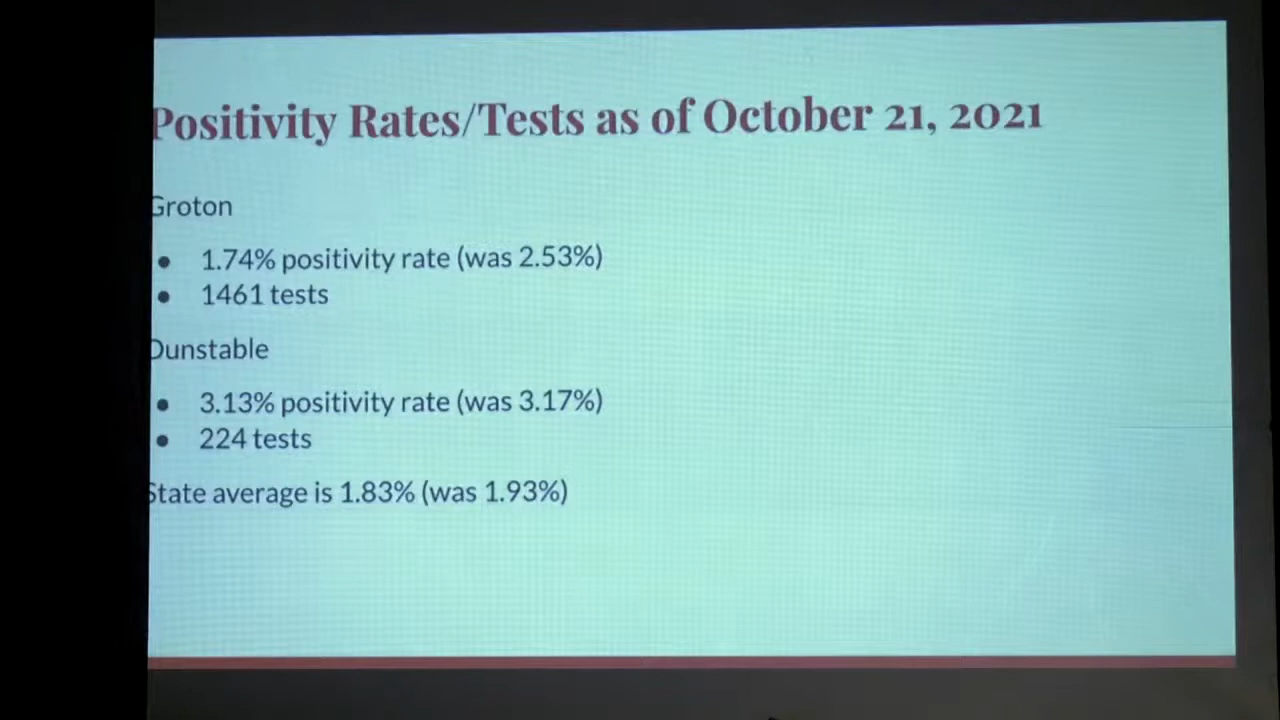 Positivity Rates/Tests as of October 21, 2021
Groton
● 1.74% positivity rate (was 2.53%)
● 1461 tests
Dunstable
● 3.13% positivity rate (was 3.17%)
● 224 tests
State average is 1.83% (was 1.93%)